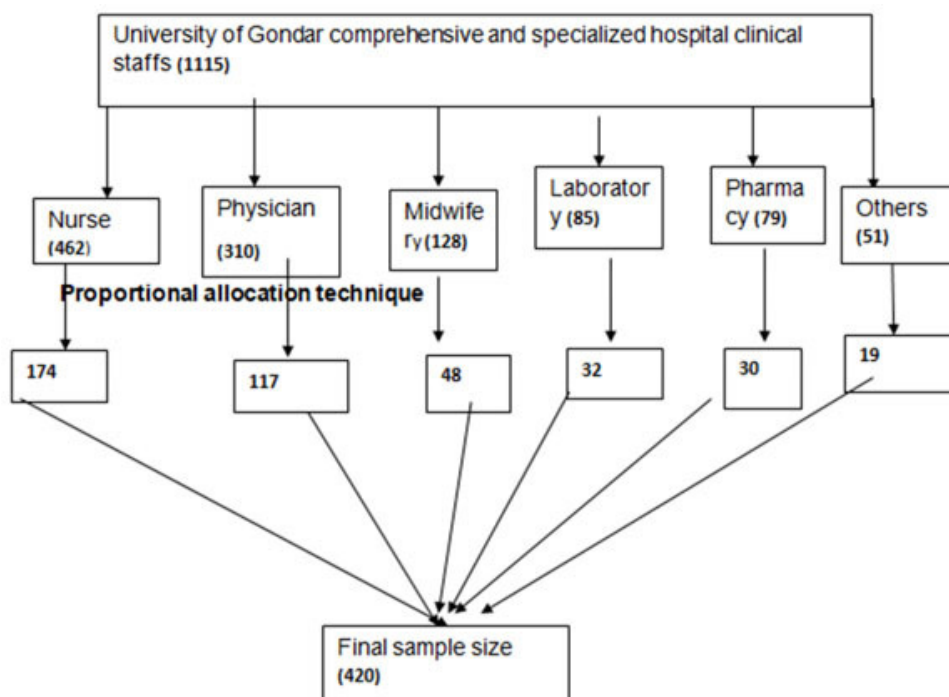 University of Gondar comprehensive and specialized hospital clinical
staffs (1115)
Nurse
(462)
Physician
(310)
Midwife
ry (128)
Laborator
y (85)
Pharma
cy (79)
Others
(51)
Proportional allocation technique
174
117
48
32
30
19
Final sample size
(420)